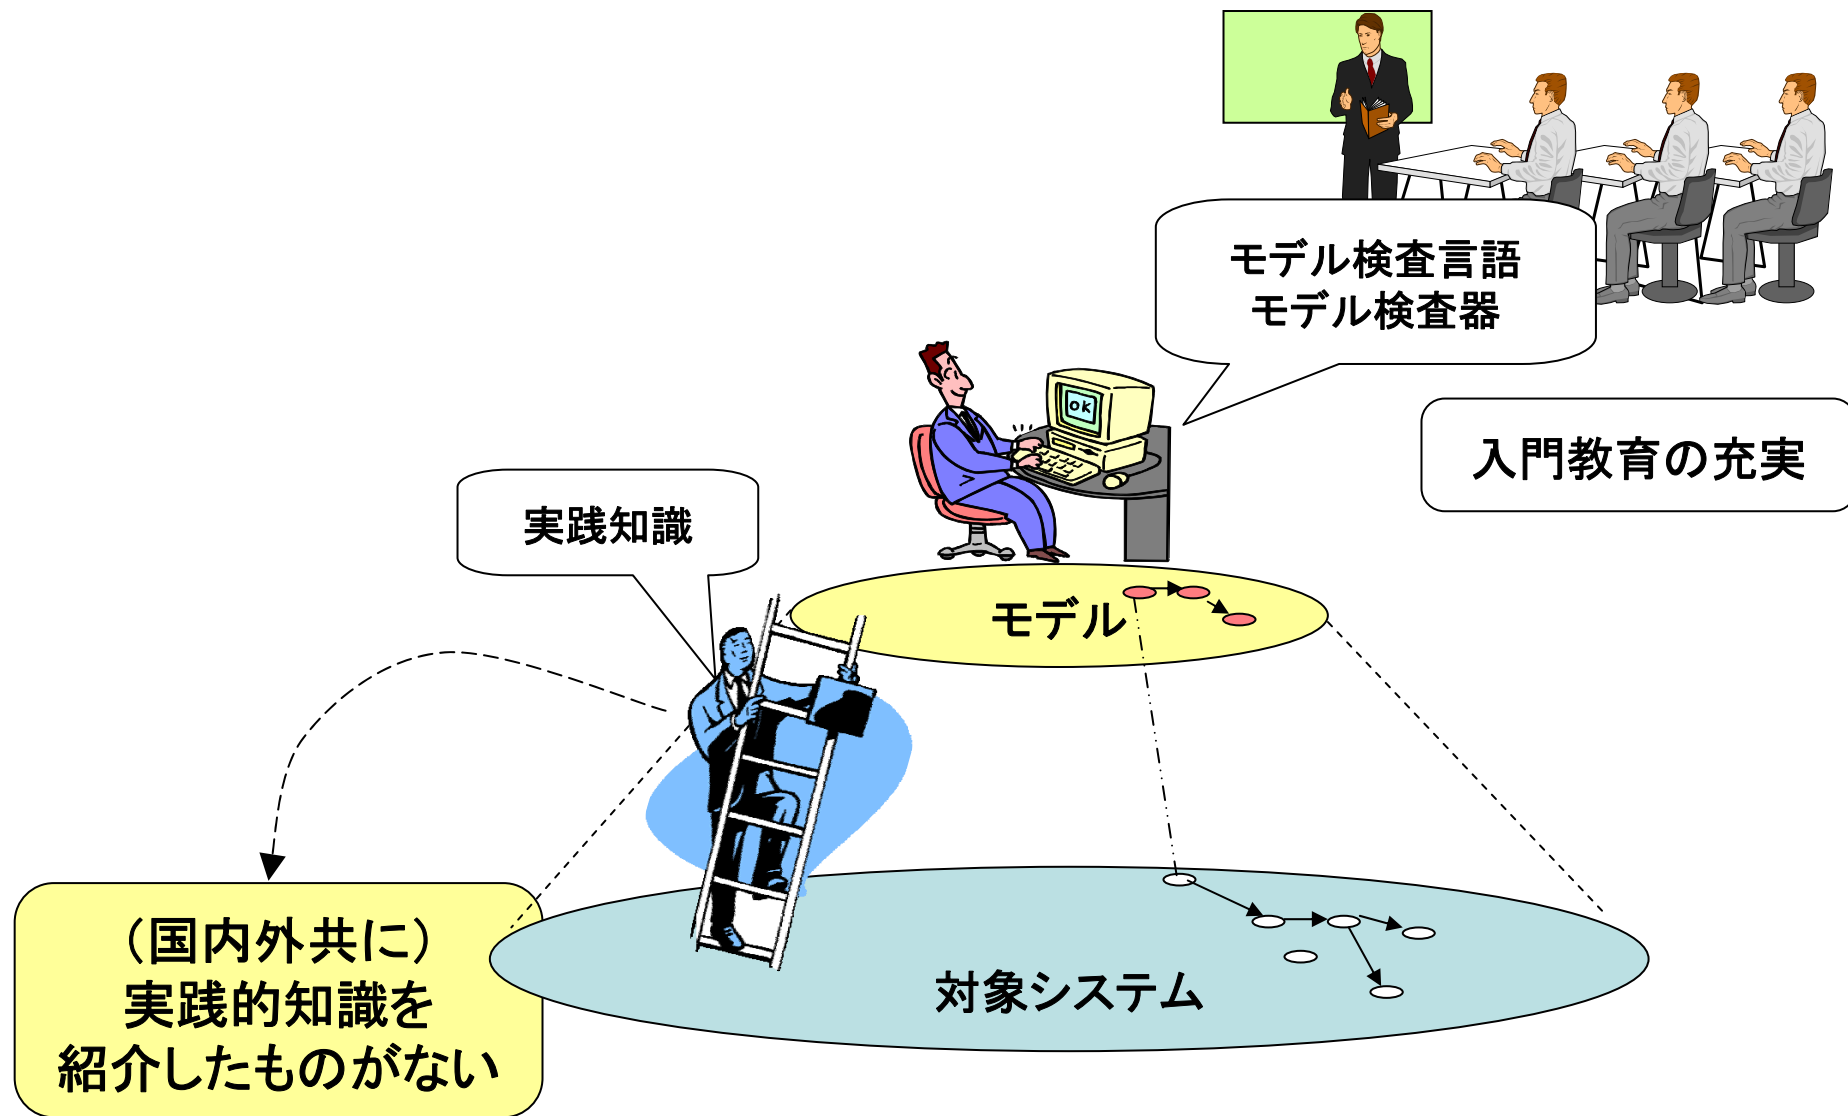 モデル検査言語
モデル検査器
OK
入門教育の充実
実践知識
モデル
(国内外共に)
実践的知識を
紹介したものがない
対象システム